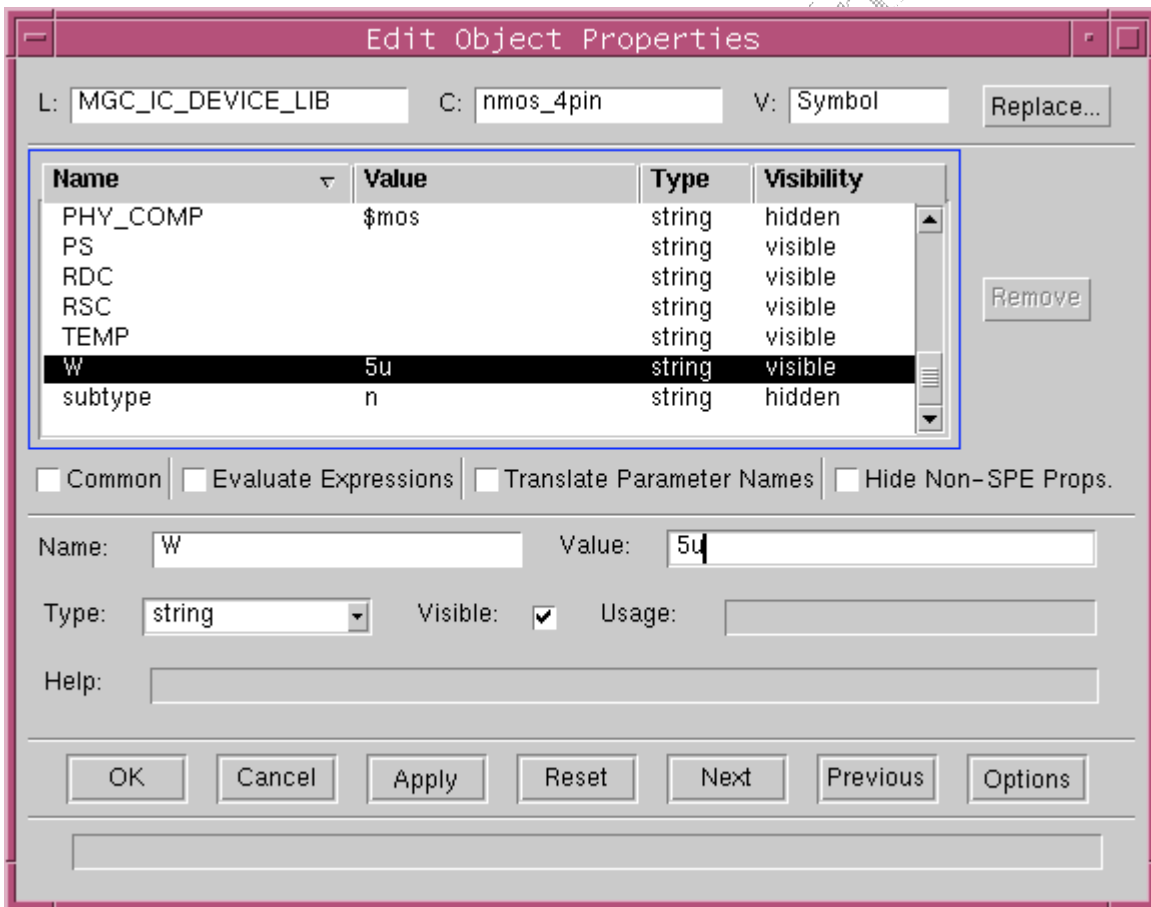 Edit Object Properties
L: MGC_IC_DEVICE_LIB C: nmos_4pin V: Symbol Replace...
Name Value Type Visibility
PHY_COMP $mos string hidden
PS string visible
RDC string visible
RSC string visible
TEMP string visible
W 5u string visible
subtype n string hidden
Remove
Common Evaluate Expressions Translate Parameter Names Hide Non-SPE Props.
Name: W Value: 5u
Type: string Visible: Usage:
Help:
OK Cancel Apply Reset Next Previous Options